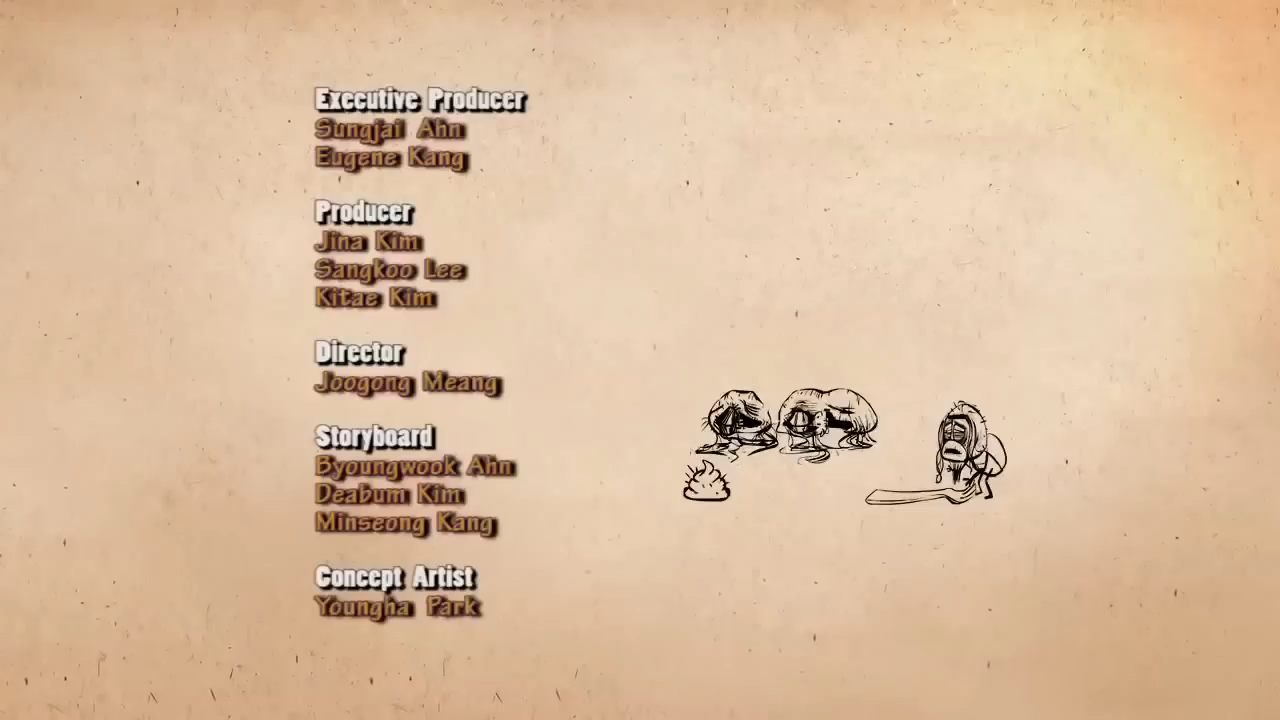 Executive Producer
Sungjai Ahn
Eugene Kang
Producer
Jina Kim
Sangkoo Lee
Kitae Kim
Director
Joogong Meang
Storyboard
Byoungwook Ahn
Deabum Kim
Minseong Kang
Concept Artist
Youngha Park